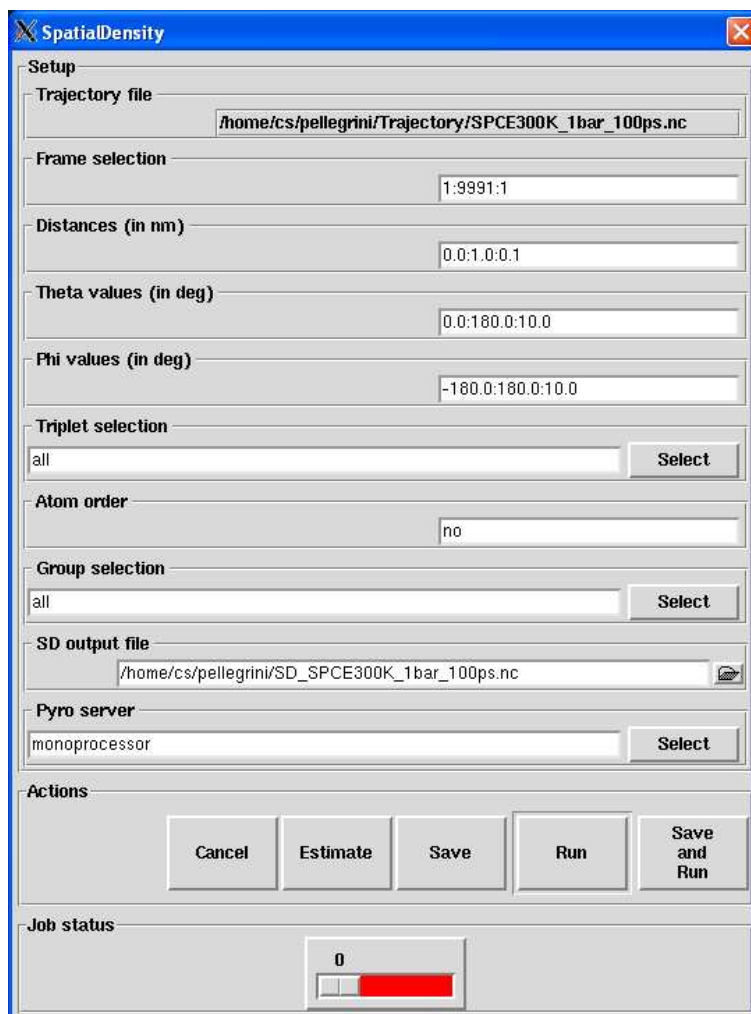 SpatialDensity
Setup
Trajectory file
/home/cs/pellegrini/Trajectory/SPCE300K_1bar_100ps.nc
Frame selection
1:9991:1
Distances (in nm)
0.0:1.0:0.1
Theta values (in deg)
0.0:180.0:10.0
Phi values (in deg)
-180.0:180.0:10.0
Triplet selection
all Select
Atom order
no
Group selection
all Select
SD output file
/home/cs/pellegrini/SD_SPCE300K_1bar_100ps.nc
Pyro server
monoprocessor Select
Actions
Cancel Estimate Save Run Save and Run
Job status
0